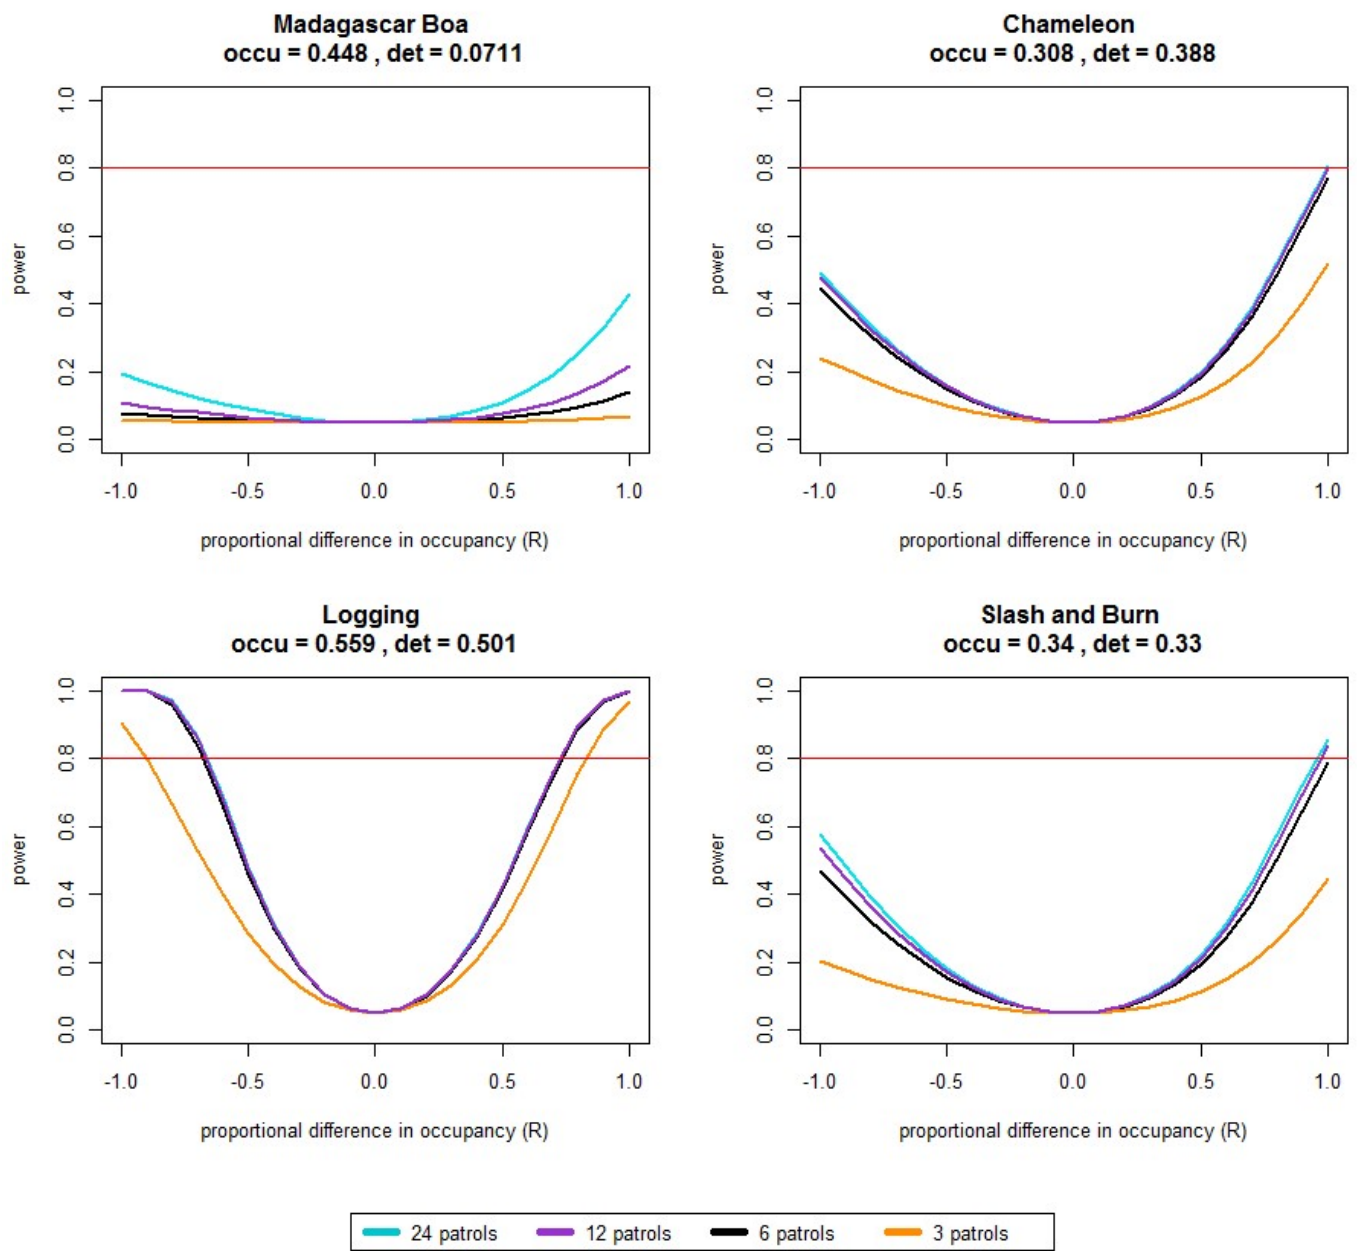 Madagascar Boa
occu = 0.448 , det = 0.0711
power
0.0 0.2 0.4 0.6 0.8 1.0
-1.0 -0.5 0.0 0.5 1.0
proportional difference in occupancy (R)
Chameleon
occu = 0.308 , det = 0.388
power
0.0 0.2 0.4 0.6 0.8 1.0
-1.0 -0.5 0.0 0.5 1.0
proportional difference in occupancy (R)
Logging
occu = 0.559 , det = 0.501
power
0.0 0.2 0.4 0.6 0.8 1.0
-1.0 -0.5 0.0 0.5 1.0
proportional difference in occupancy (R)
Slash and Burn
occu = 0.34 , det = 0.33
power
0.0 0.2 0.4 0.6 0.8 1.0
-1.0 -0.5 0.0 0.5 1.0
proportional difference in occupancy (R)
24 patrols 12 patrols 6 patrols 3 patrols